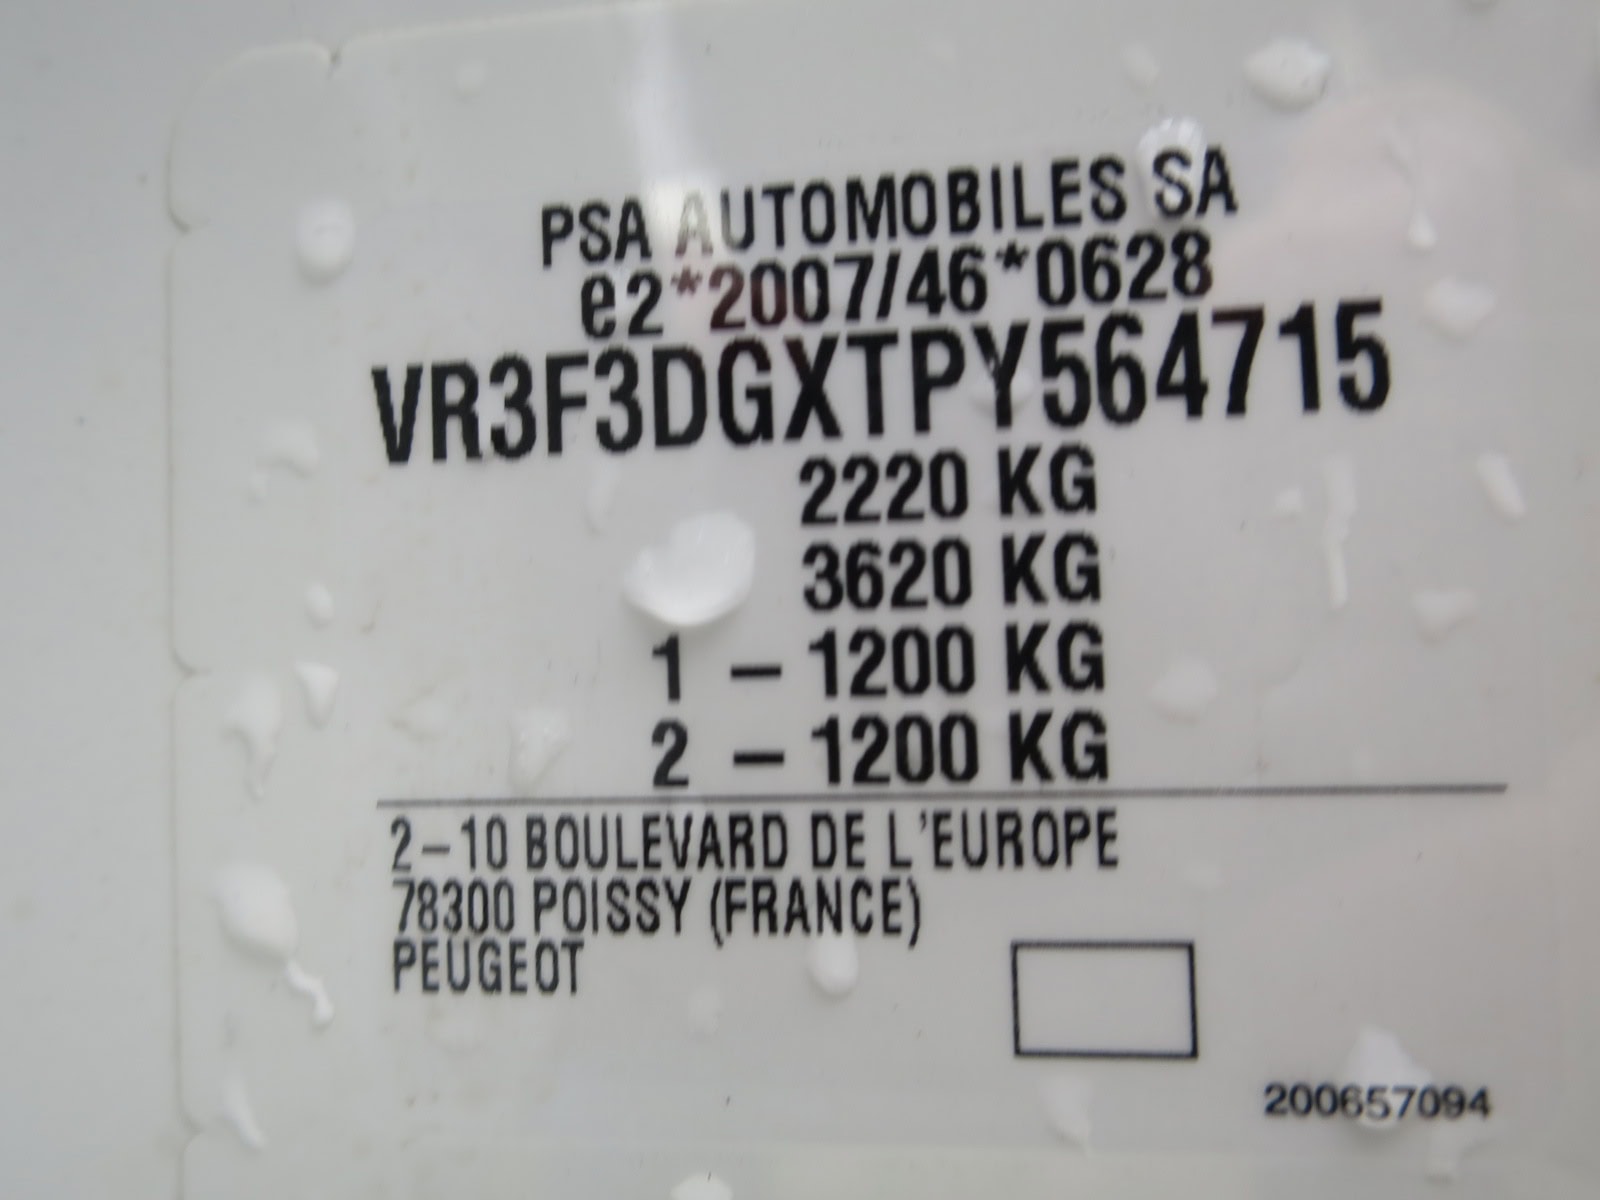 PSA AUTOMOBILES SA
e2*2007/46*0628
VR3F3DGXTPY564715
2220 KG
3620 KG
1 – 1200 KG
2 – 1200 KG
2–10 BOULEVARD DE L'EUROPE
78300 POISSY (FRANCE)
PEUGEOT
200657094